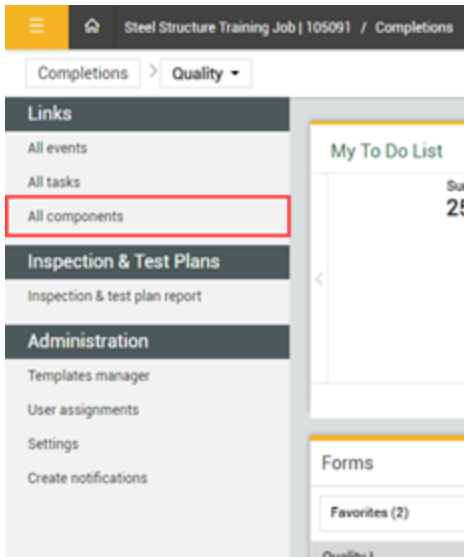 Steel Structure Training Job | 105091 / Completions
Completions > Quality
Links
All events
All tasks
All components
Inspection & Test Plans
Inspection & test plan report
Administration
Templates manager
User assignments
Settings
Create notifications
My To Do List
25
Forms
Favorites (2)